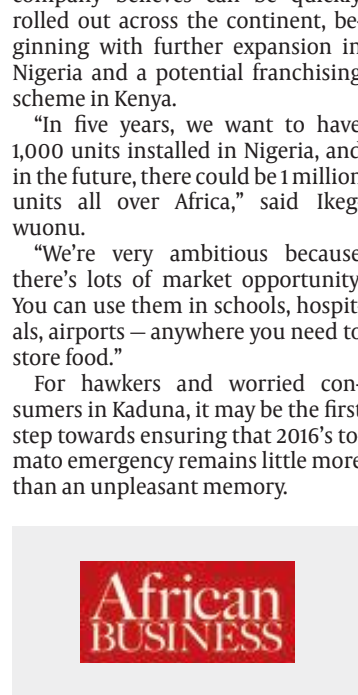 company believes can be quickly
rolled out across the continent, be-
ginning with further expansion in
Nigeria and a potential franchising
scheme in Kenya.
“In five years, we want to have
1,000 units installed in Nigeria, and
in the future, there could be 1 million
units all over Africa,” said Ikeg
wuonu.
“We’re very ambitious because
there’s lots of market opportunity
You can use them in schools, hospit
als, airports — anywhere you need to
store food.”
For hawkers and worried con-
sumers in Kaduna, it may be the first
step towards ensuring that 2016’s to
mato emergency remains little more
than an unpleasant memory.
African
BUSINESS